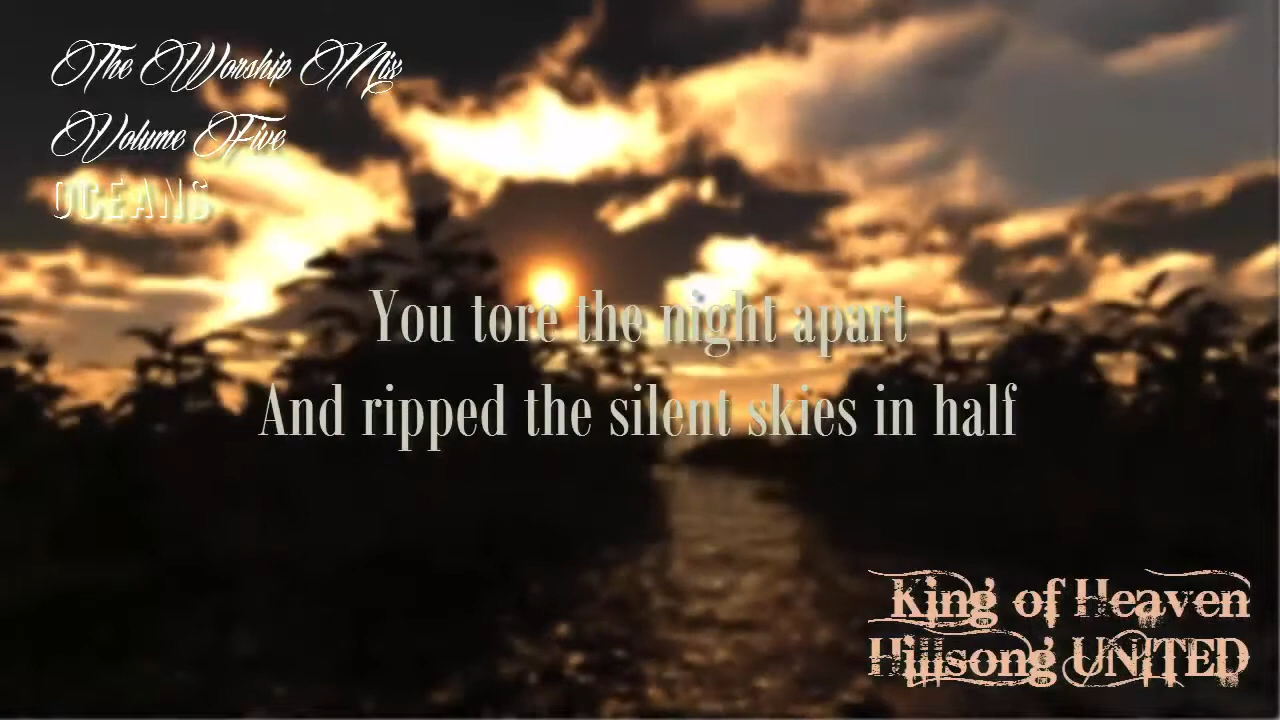 The Worship Mix
Volume Five
OCEANS
You tore the night apart
And ripped the silent skies in half
King of Heaven
Hillsong UNITED